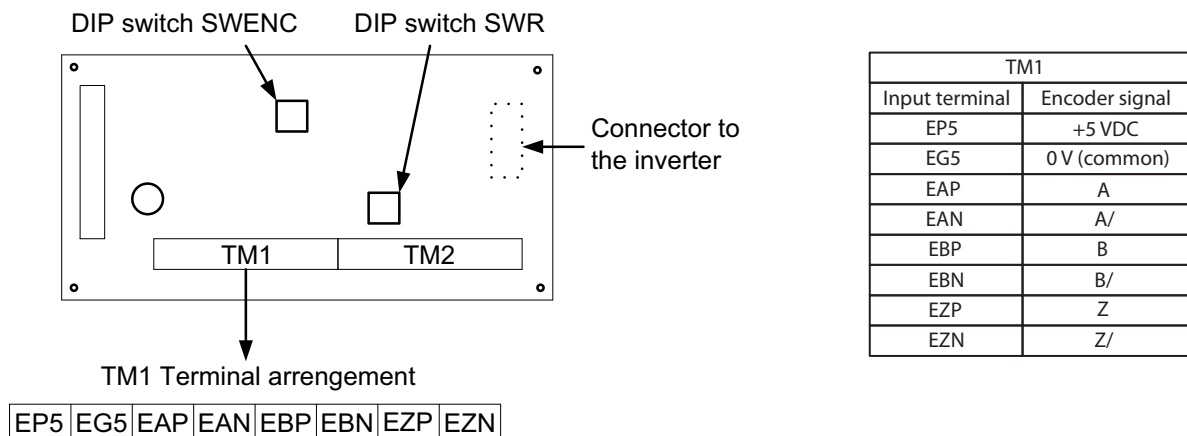 DIP switch SWENC DIP switch SWR
Connector to
the inverter
TM1 TM2
TM1 Terminal arrengement
EP5 EG5 EAP EAN EBP EBN EZP EZN
TM1
Input terminal Encoder signal
EP5 +5 VDC
EG5 0 V (common)
EAP A
EAN A/
EBP B
EBN B/
EZP Z
EZN Z/